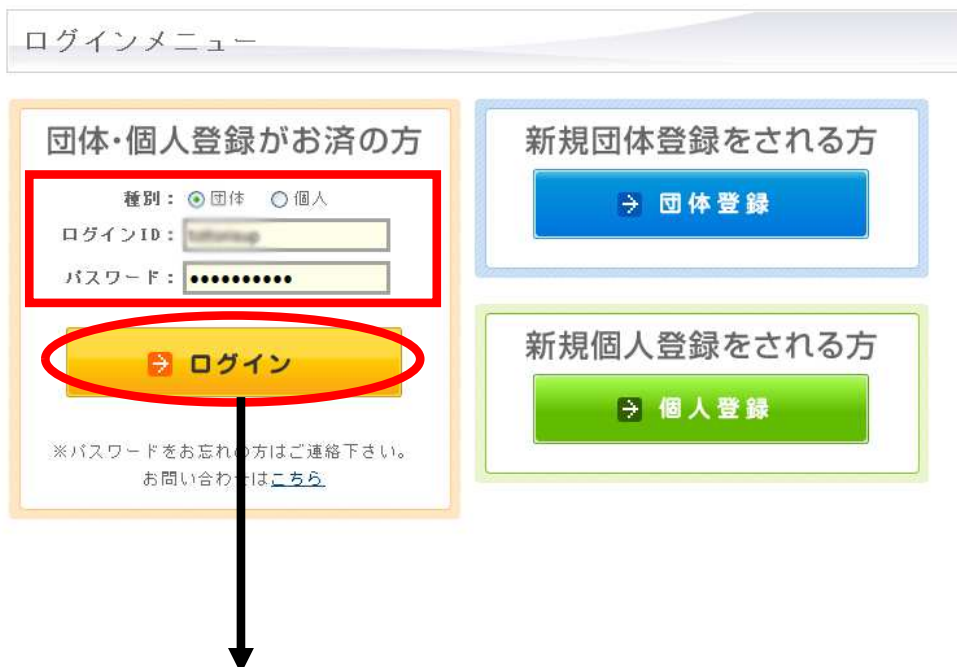 ログインメニュー
団体・個人登録がお済の方
種別： 団体 個人
ログインID：
パスワード： ••••••••••
ログイン
※パスワードをお忘れの方はご連絡下さい。
お問い合わせはこちら
新規団体登録をされる方
団体登録
新規個人登録をされる方
個人登録